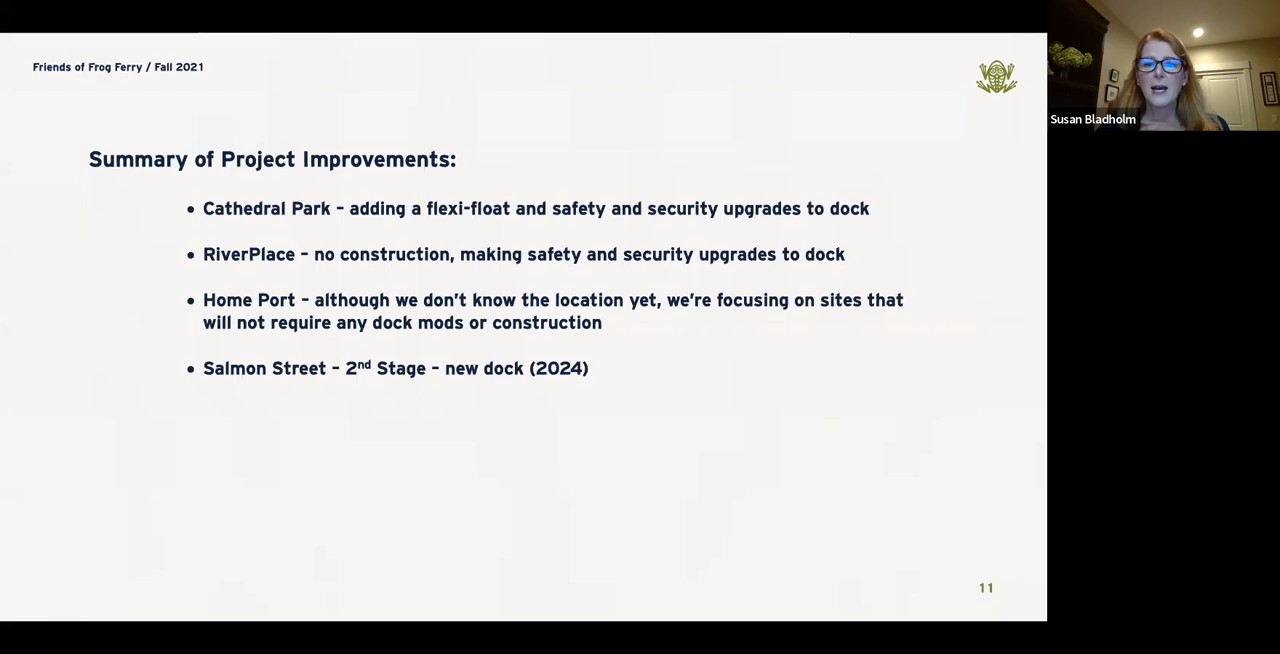 Friends of Frog Ferry / Fall 2021
Susan Bladholm
Summary of Project Improvements:
• Cathedral Park – adding a flexi-float and safety and security upgrades to dock
• RiverPlace – no construction, making safety and security upgrades to dock
• Home Port – although we don't know the location yet, we're focusing on sites that
will not require any dock mods or construction
• Salmon Street – 2nd Stage – new dock (2024)
11